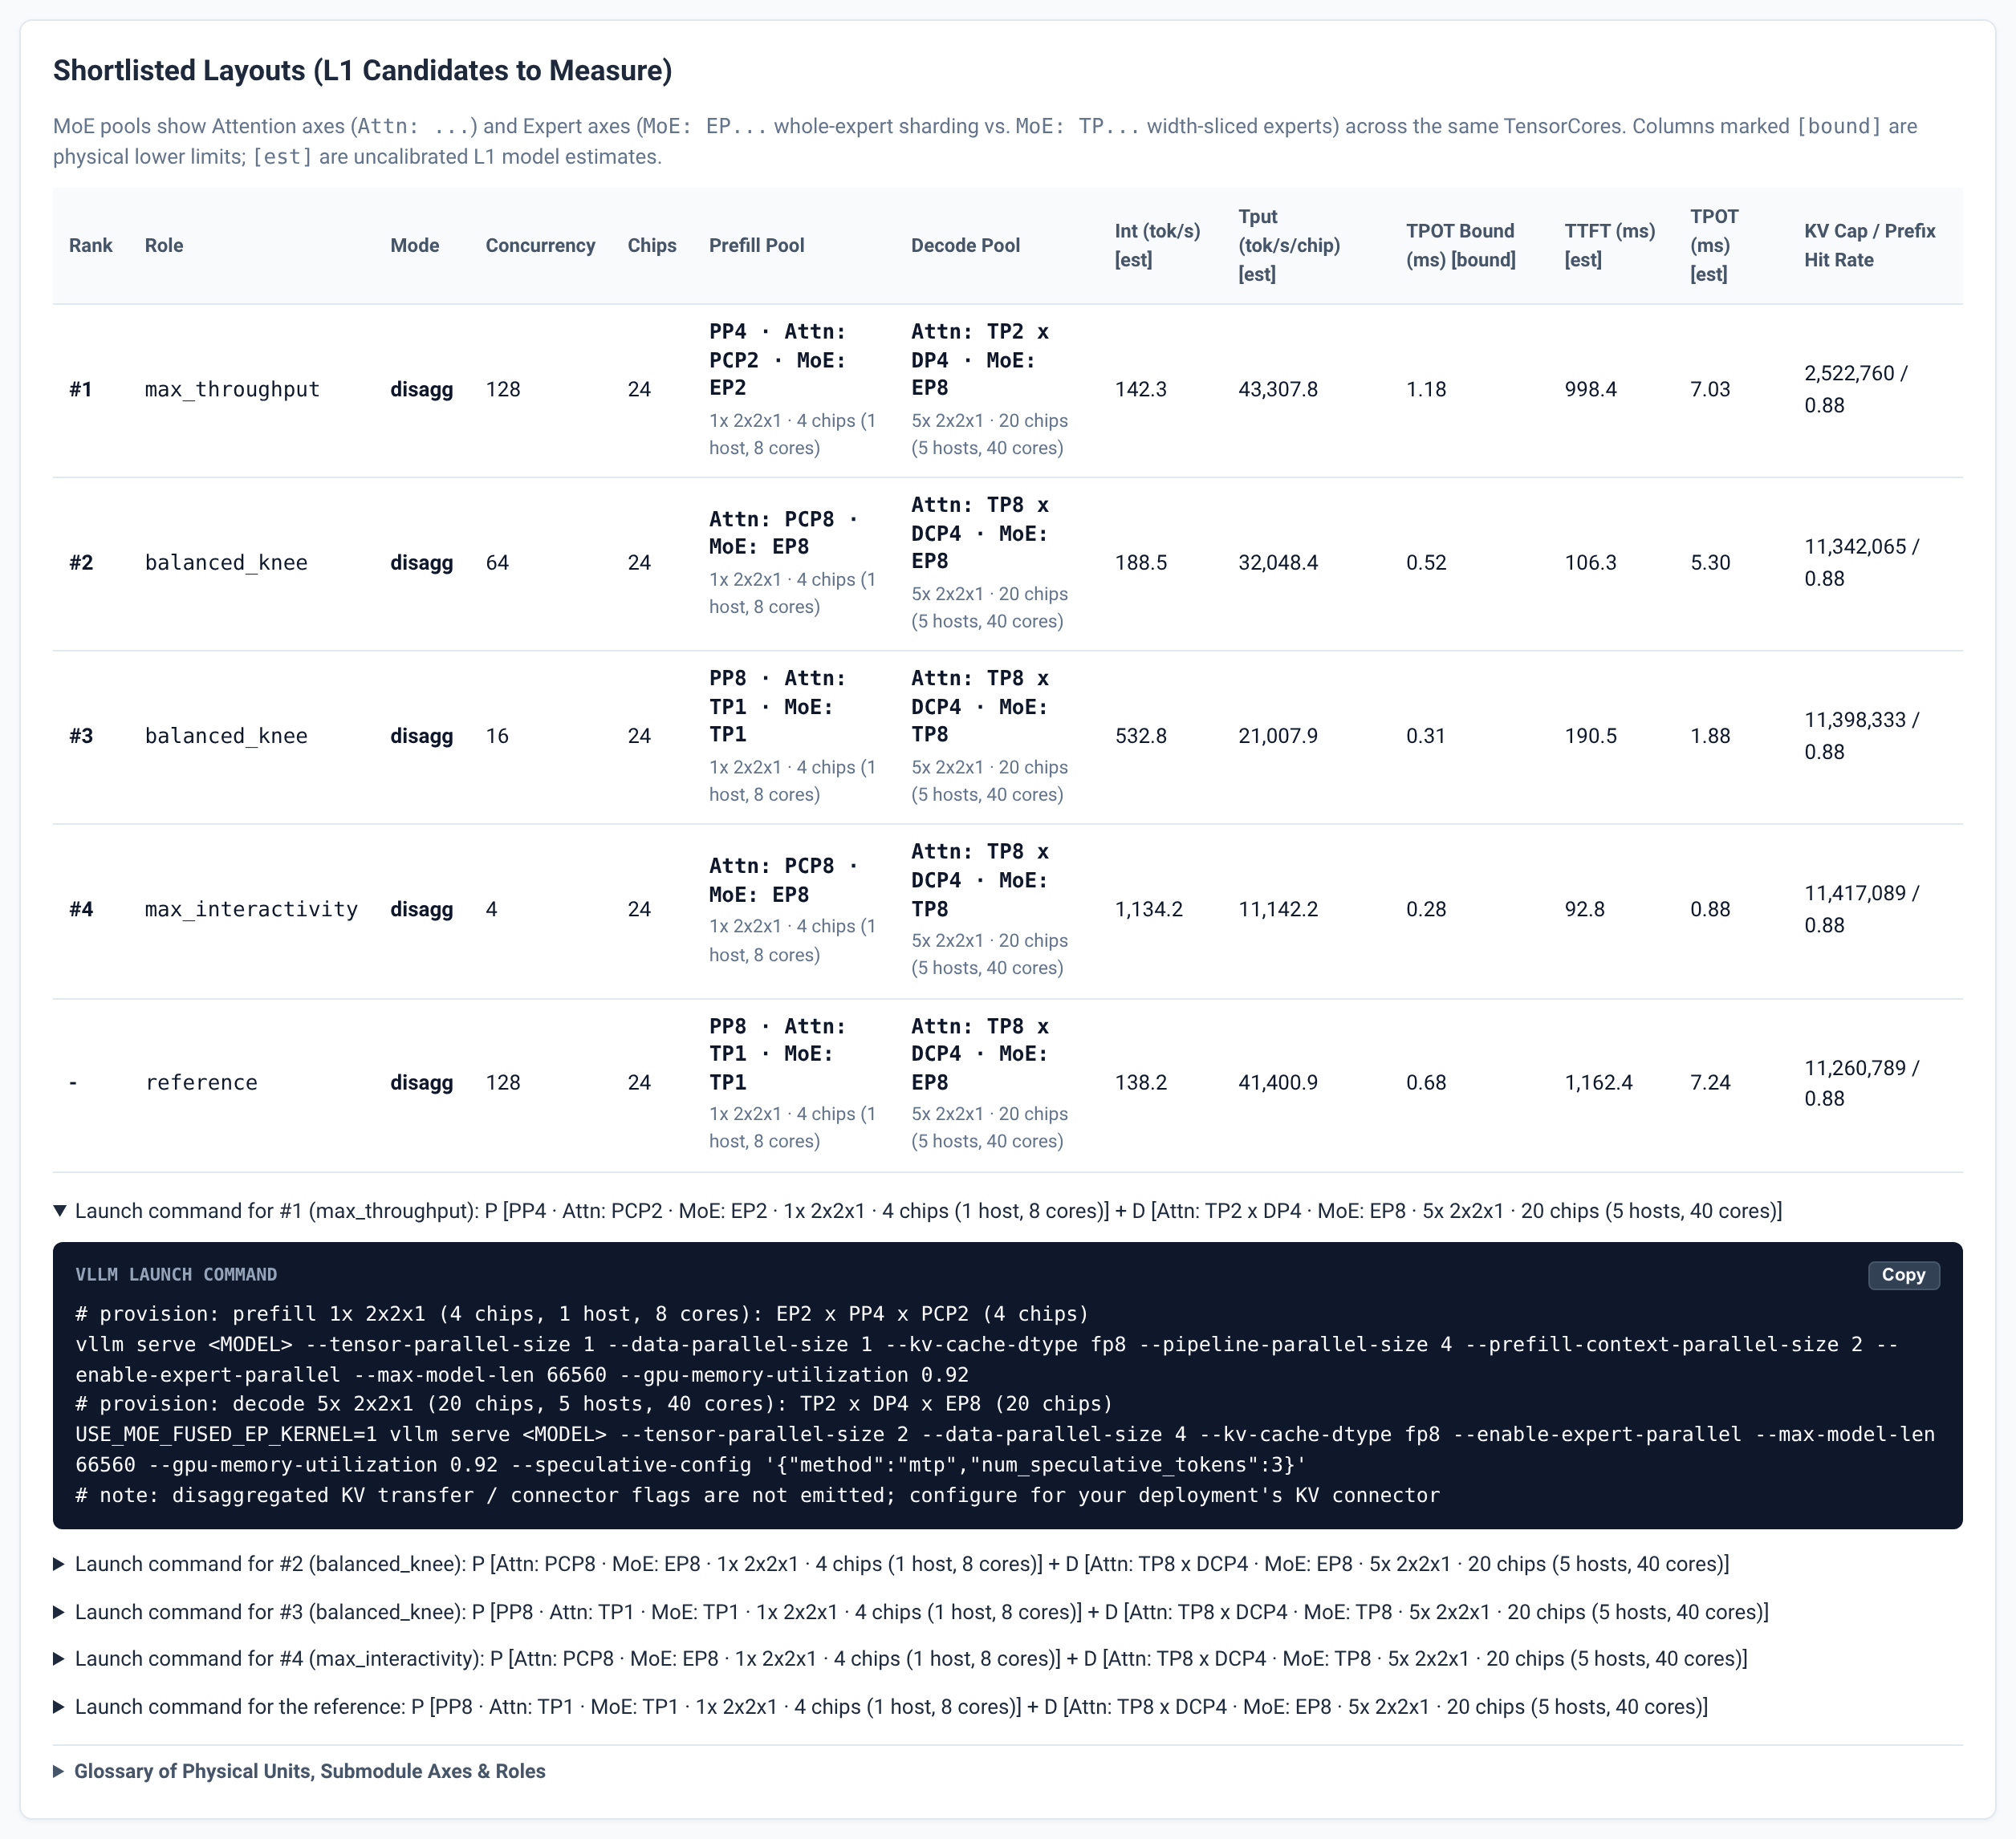 Shortlisted Layouts (L1 Candidates to Measure)
MoE pools show Attention axes (Attn: ...) and Expert axes (MoE: EP... whole-expert sharding vs. MoE: TP... width-sliced experts) across the same TensorCores. Columns marked [bound] are
physical lower limits; [est] are uncalibrated L1 model estimates.
Rank Role Mode Concurrency Chips Prefill Pool Decode Pool Int (tok/s) [est] Tput (tok/s/chip) [est] TPOT Bound (ms) [bound] TTFT (ms) [est] TPOT (ms) [est] KV Cap / Prefix Hit Rate
#1 max_throughput disagg 128 24 PP4 · Attn: PCP2 · MoE: EP2 1x 2x2x1 · 4 chips (1 host, 8 cores) Attn: TP2 x DP4 · MoE: EP8 5x 2x2x1 · 20 chips (5 hosts, 40 cores) 142.3 43,307.8 1.18 998.4 7.03 2,522,760 / 0.88
#2 balanced_knee disagg 64 24 Attn: PCP8 · MoE: EP8 1x 2x2x1 · 4 chips (1 host, 8 cores) Attn: TP8 x DCP4 · MoE: EP8 5x 2x2x1 · 20 chips (5 hosts, 40 cores) 188.5 32,048.4 0.52 106.3 5.30 11,342,065 / 0.88
#3 balanced_knee disagg 16 24 PP8 · Attn: TP1 · MoE: TP1 1x 2x2x1 · 4 chips (1 host, 8 cores) Attn: TP8 x DCP4 · MoE: TP8 5x 2x2x1 · 20 chips (5 hosts, 40 cores) 532.8 21,007.9 0.31 190.5 1.88 11,398,333 / 0.88
#4 max_interactivity disagg 4 24 Attn: PCP8 · MoE: EP8 1x 2x2x1 · 4 chips (1 host, 8 cores) Attn: TP8 x DCP4 · MoE: TP8 5x 2x2x1 · 20 chips (5 hosts, 40 cores) 1,134.2 11,142.2 0.28 92.8 0.88 11,417,089 / 0.88
- reference disagg 128 24 PP8 · Attn: TP1 · MoE: TP1 1x 2x2x1 · 4 chips (1 host, 8 cores) Attn: TP8 x DCP4 · MoE: EP8 5x 2x2x1 · 20 chips (5 hosts, 40 cores) 138.2 41,400.9 0.68 1,162.4 7.24 11,260,789 / 0.88
▼ Launch command for #1 (max_throughput): P [PP4 · Attn: PCP2 · MoE: EP2 · 1x 2x2x1 · 4 chips (1 host, 8 cores)] + D [Attn: TP2 x DP4 · MoE: EP8 · 5x 2x2x1 · 20 chips (5 hosts, 40 cores)]
VLLM LAUNCH COMMAND
Copy
# provision: prefill 1x 2x2x1 (4 chips, 1 host, 8 cores): EP2 x PP4 x PCP2 (4 chips)
vllm serve <MODEL> --tensor-parallel-size 1 --data-parallel-size 1 --kv-cache-dtype fp8 --pipeline-parallel-size 4 --prefill-context-parallel-size 2 --
enable-expert-parallel --max-model-len 66560 --gpu-memory-utilization 0.92
# provision: decode 5x 2x2x1 (20 chips, 5 hosts, 40 cores): TP2 x DP4 x EP8 (20 chips)
USE_MOE_FUSED_EP_KERNEL=1 vllm serve <MODEL> --tensor-parallel-size 2 --data-parallel-size 4 --kv-cache-dtype fp8 --enable-expert-parallel --max-model-len
66560 --gpu-memory-utilization 0.92 --speculative-config '{"method":"mtp","num_speculative_tokens":3}'
# note: disaggregated KV transfer / connector flags are not emitted; configure for your deployment's KV connector
▶ Launch command for #2 (balanced_knee): P [Attn: PCP8 · MoE: EP8 · 1x 2x2x1 · 4 chips (1 host, 8 cores)] + D [Attn: TP8 x DCP4 · MoE: EP8 · 5x 2x2x1 · 20 chips (5 hosts, 40 cores)]
▶ Launch command for #3 (balanced_knee): P [PP8 · Attn: TP1 · MoE: TP1 · 1x 2x2x1 · 4 chips (1 host, 8 cores)] + D [Attn: TP8 x DCP4 · MoE: TP8 · 5x 2x2x1 · 20 chips (5 hosts, 40 cores)]
▶ Launch command for #4 (max_interactivity): P [Attn: PCP8 · MoE: EP8 · 1x 2x2x1 · 4 chips (1 host, 8 cores)] + D [Attn: TP8 x DCP4 · MoE: TP8 · 5x 2x2x1 · 20 chips (5 hosts, 40 cores)]
▶ Launch command for the reference: P [PP8 · Attn: TP1 · MoE: TP1 · 1x 2x2x1 · 4 chips (1 host, 8 cores)] + D [Attn: TP8 x DCP4 · MoE: EP8 · 5x 2x2x1 · 20 chips (5 hosts, 40 cores)]
▶ Glossary of Physical Units, Submodule Axes & Roles